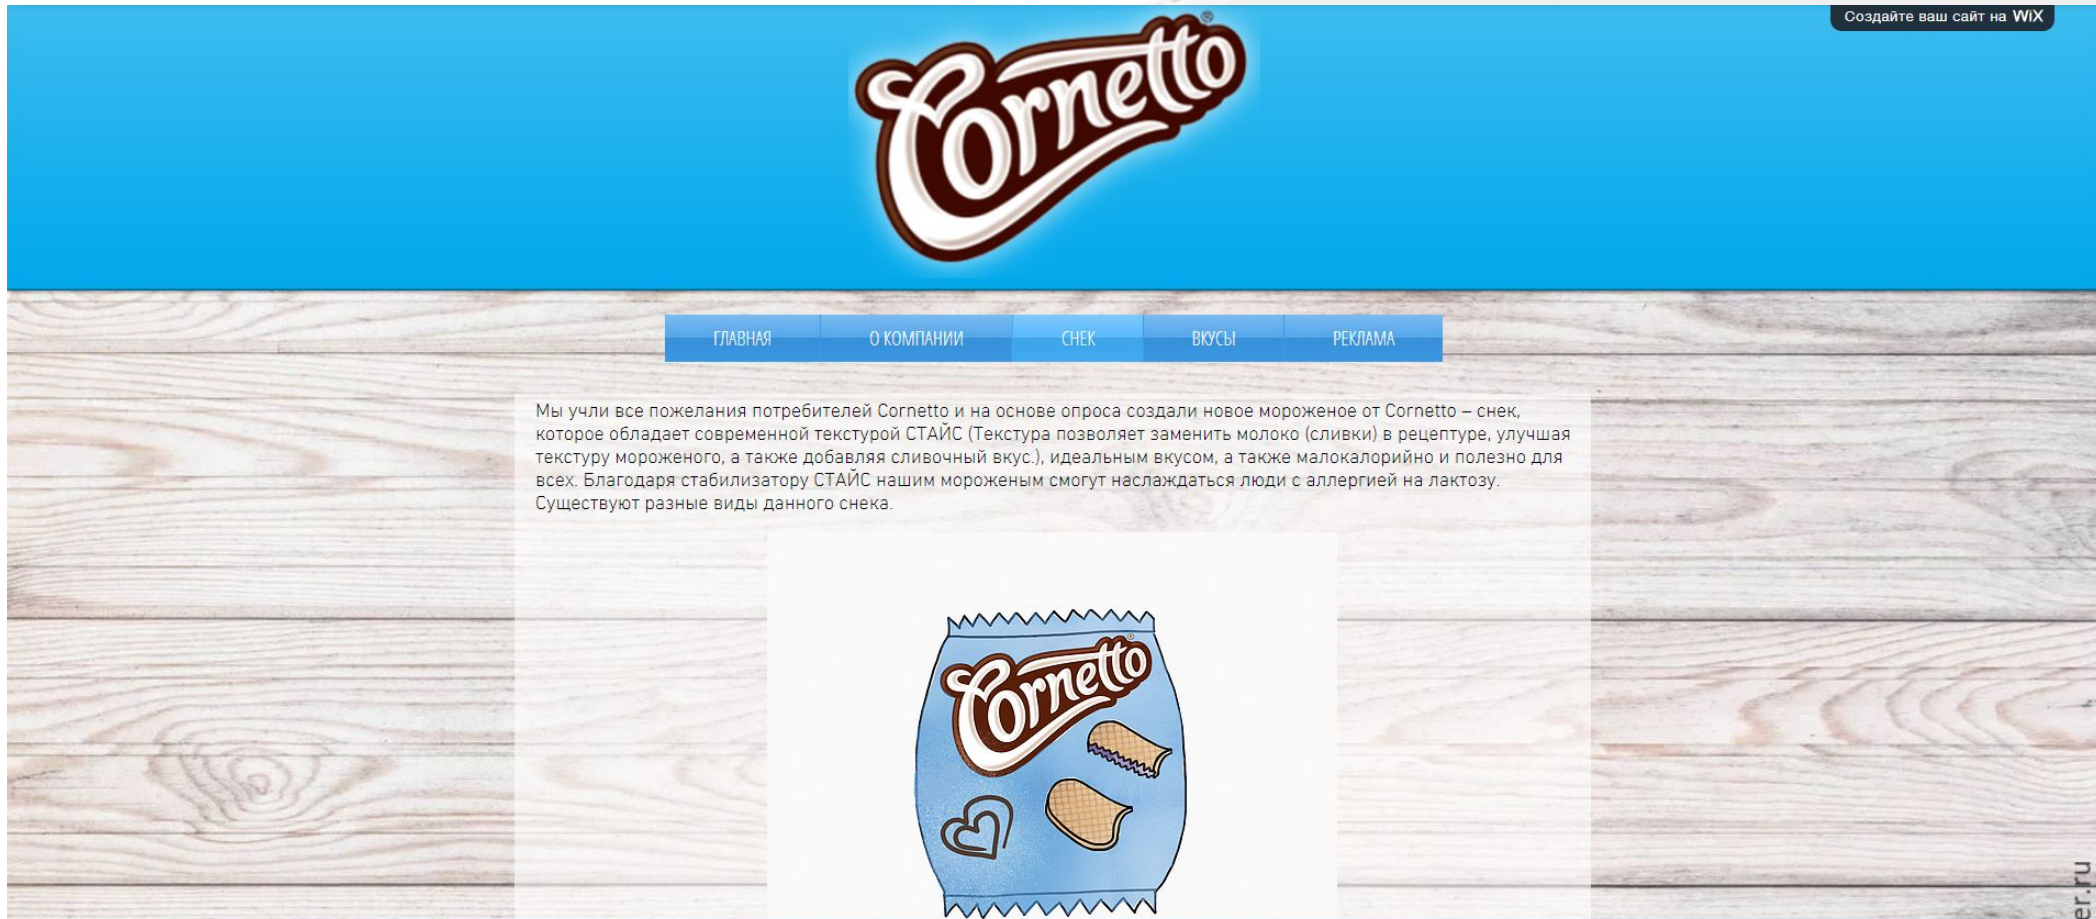 Cornetto®
Создайте ваш сайт на WiX
ГЛАВНАЯ
О КОМПАНИИ
СНЕК
ВКУСЫ
РЕКЛАМА
Мы учли все пожелания потребителей Cornetto и на основе опроса создали новое мороженое от Cornetto – снек,
которое обладает современной текстурой СТАЙС (Текстура позволяет заменить молоко (сливки) в рецептуре, улучшая
текстуру мороженого, а также добавляя сливочный вкус.), идеальным вкусом, а также малокалорийно и полезно для
всех. Благодаря стабилизатору СТАЙС нашим мороженым смогут наслаждаться люди с аллергией на лактозу.
Существуют разные виды данного снека.
Cornetto®